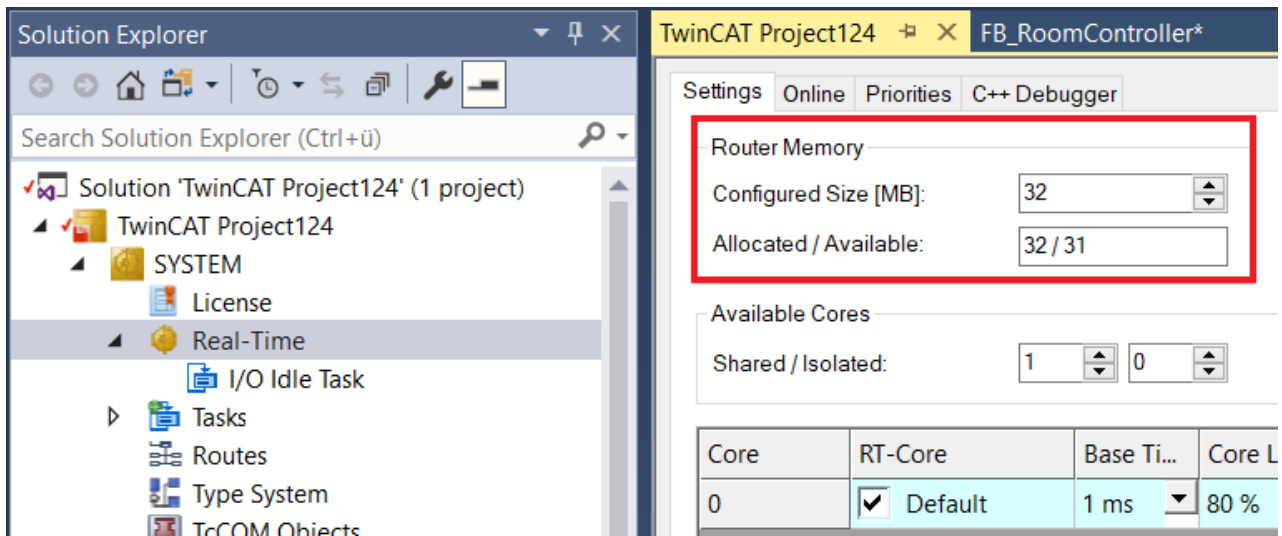 Solution Explorer
Search Solution Explorer (Ctrl+ü)
Solution 'TwinCAT Project124' (1 project)
TwinCAT Project124
SYSTEM
License
Real-Time
I/O Idle Task
Tasks
Routes
Type System
TcCOM Objects
TwinCAT Project124 FB_RoomController*
Settings Online Priorities C++ Debugger
Router Memory
Configured Size [MB]: 32
Allocated / Available: 32 / 31
Available Cores
Shared / Isolated: 1 0
Core RT-Core Base Ti... Core L
0 Default 1 ms 80 %